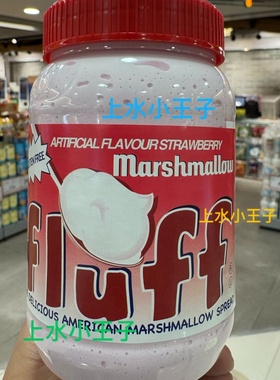 上水小王子
ARTIFICIAL FLAVOUR STRAWBERRY
FREE
Marshmallow
上水小王子
fluff
DELICIOUS AMERICAN MARSHMALLOW SPREAD
上水小王子